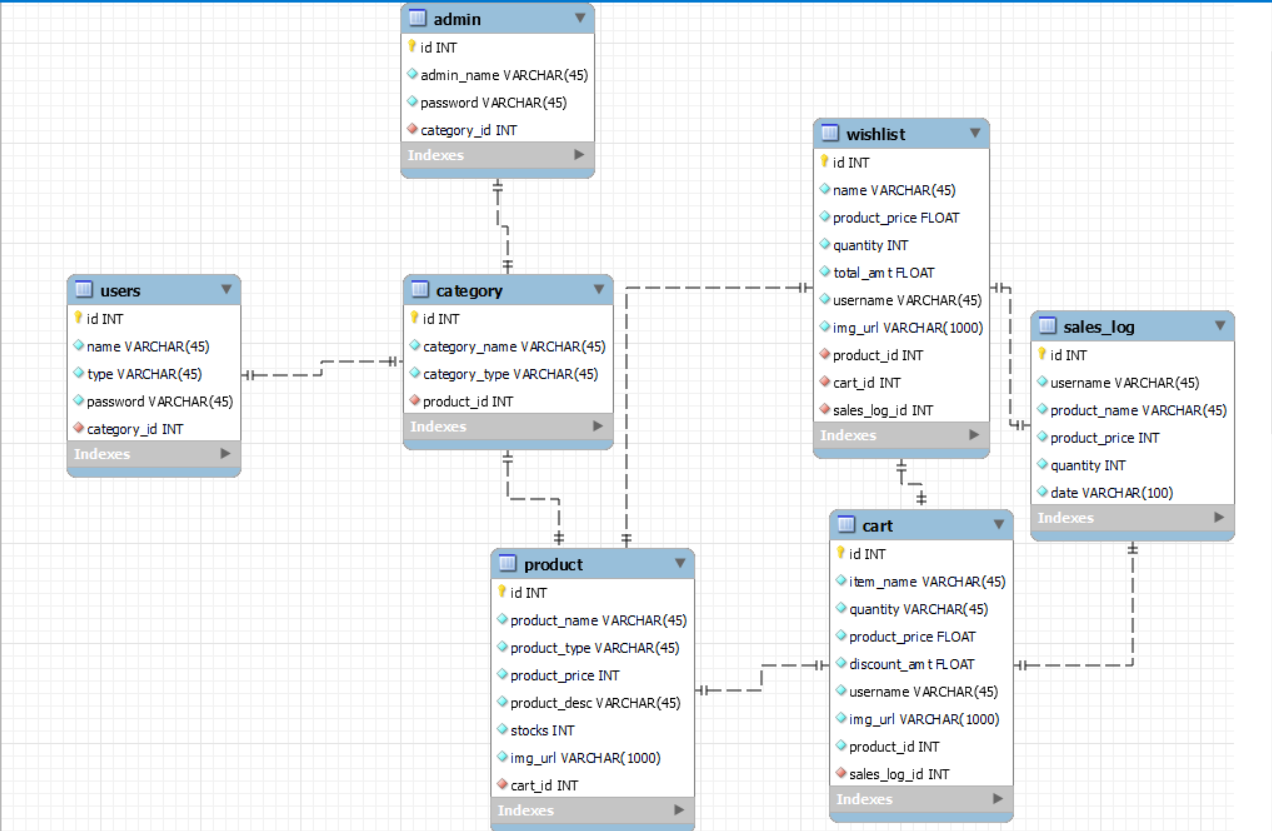 admin
id INT
admin_name VARCHAR(45)
password VARCHAR(45)
category_id INT
Indexes
users
id INT
name VARCHAR(45)
type VARCHAR(45)
password VARCHAR(45)
category_id INT
Indexes
category
id INT
category_name VARCHAR(45)
category_type VARCHAR(45)
product_id INT
Indexes
wishlist
id INT
name VARCHAR(45)
product_price FLOAT
quantity INT
total_amt FLOAT
username VARCHAR(45)
img_url VARCHAR(1000)
product_id INT
cart_id INT
sales_log_id INT
Indexes
sales_log
id INT
username VARCHAR(45)
product_name VARCHAR(45)
product_price INT
quantity INT
date VARCHAR(100)
Indexes
product
id INT
product_name VARCHAR(45)
product_type VARCHAR(45)
product_price INT
product_desc VARCHAR(45)
stocks INT
img_url VARCHAR(1000)
cart_id INT
Indexes
cart
id INT
item_name VARCHAR(45)
quantity VARCHAR(45)
product_price FLOAT
discount_amt FLOAT
username VARCHAR(45)
img_url VARCHAR(1000)
product_id INT
sales_log_id INT
Indexes